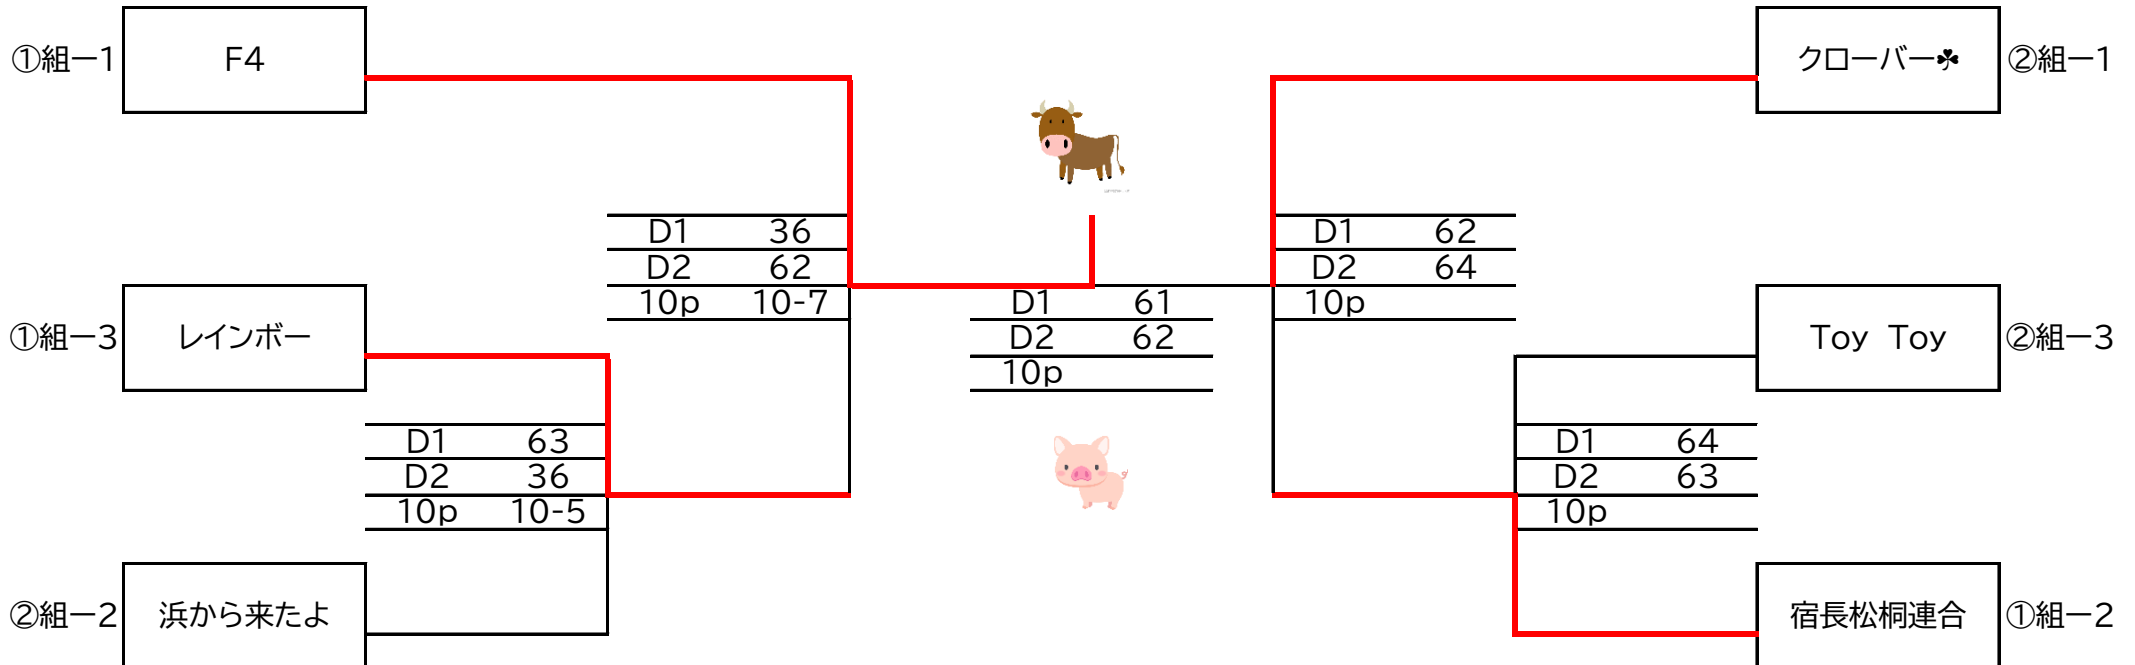 ①組ー1 F4
クローバー☘ ②組ー1
D1 36
D2 62
10p 10-7
D1 62
D2 64
10p
①組ー3 レインボー
D1 61
D2 62
10p
Toy Toy ②組ー3
D1 63
D2 36
10p 10-5
D1 64
D2 63
10p
②組ー2 浜から来たよ
宿長松桐連合 ①組ー2